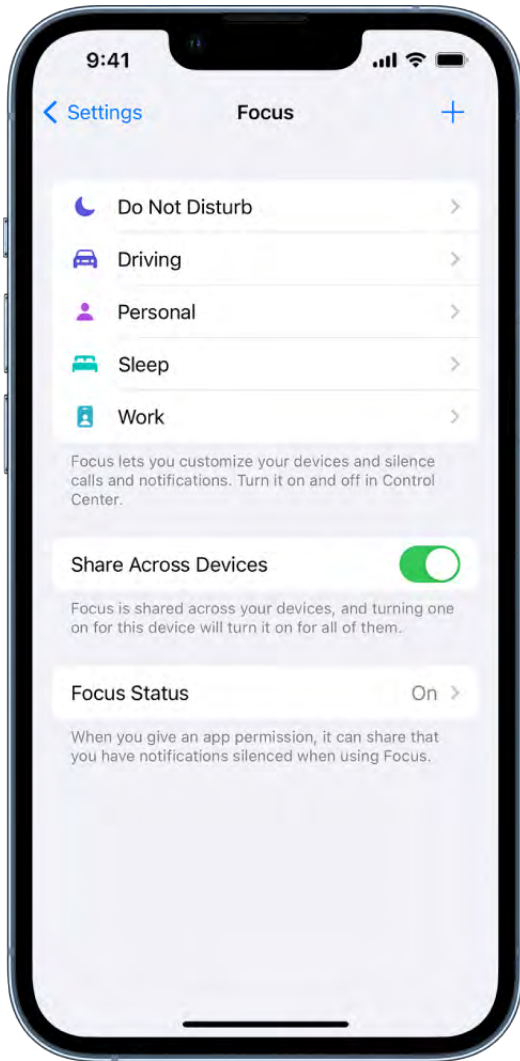 9:41
Settings
Focus
Do Not Disturb
Driving
Personal
Sleep
Work
Focus lets you customize your devices and silence
calls and notifications. Turn it on and off in Control
Center.
Share Across Devices
Focus is shared across your devices, and turning one
on for this device will turn it on for all of them.
Focus Status On
When you give an app permission, it can share that
you have notifications silenced when using Focus.